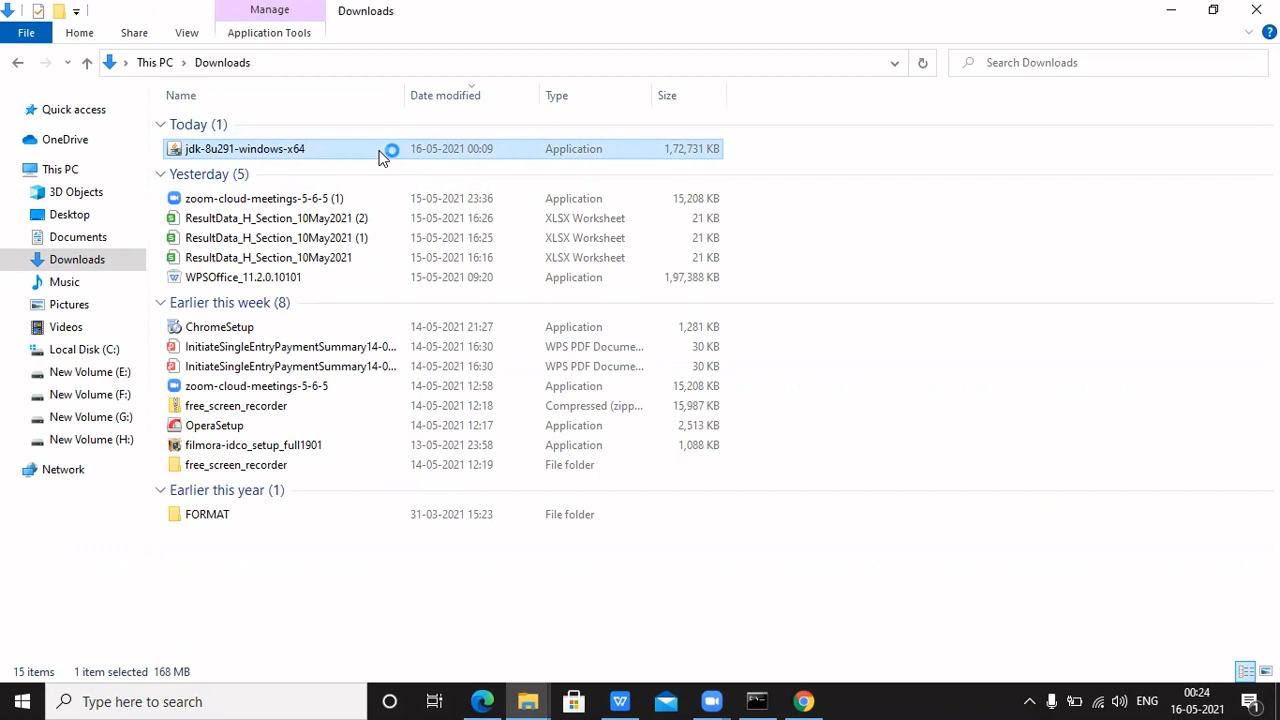 Manage
Downloads
File
Home
Share
View
Application Tools
This PC
Downloads
Search Downloads
Name
Date modified
Type
Size
Quick access
OneDrive
This PC
3D Objects
Desktop
Documents
Downloads
Music
Pictures
Videos
Local Disk (C:)
New Volume (E:)
New Volume (F:)
New Volume (G:)
New Volume (H:)
Network
Today (1)
jdk-8u291-windows-x64 16-05-2021 00:09 Application 1,72,731 KB
Yesterday (5)
zoom-cloud-meetings-5-6-5 (1) 15-05-2021 23:36 Application 15,208 KB
ResultData_H_Section_10May2021 (2) 15-05-2021 16:26 XLSX Worksheet 21 KB
ResultData_H_Section_10May2021 (1) 15-05-2021 16:25 XLSX Worksheet 21 KB
ResultData_H_Section_10May2021 15-05-2021 16:16 XLSX Worksheet 21 KB
WPSOffice_11.2.0.10101 15-05-2021 09:20 Application 1,97,388 KB
Earlier this week (8)
ChromeSetup 14-05-2021 21:27 Application 1,281 KB
InitiateSingleEntryPaymentSummary14-0... 14-05-2021 16:30 WPS PDF Docume... 30 KB
InitiateSingleEntryPaymentSummary14-0... 14-05-2021 16:30 WPS PDF Docume... 30 KB
zoom-cloud-meetings-5-6-5 14-05-2021 12:58 Application 15,208 KB
free_screen_recorder 14-05-2021 12:18 Compressed (zipp... 15,987 KB
OperaSetup 14-05-2021 12:17 Application 2,513 KB
filmora-idco_setup_full1901 13-05-2021 23:58 Application 1,088 KB
free_screen_recorder 14-05-2021 12:19 File folder
Earlier this year (1)
FORMAT 31-03-2021 15:23 File folder
15 items 1 item selected 168 MB
Type here to search
ENG
00:24
16-05-2021
1